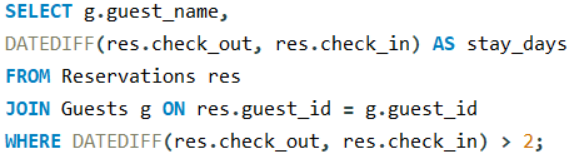 SELECT g.guest_name,
DATEDIFF(res.check_out, res.check_in) AS stay_days
FROM Reservations res
JOIN Guests g ON res.guest_id = g.guest_id
WHERE DATEDIFF(res.check_out, res.check_in) > 2;